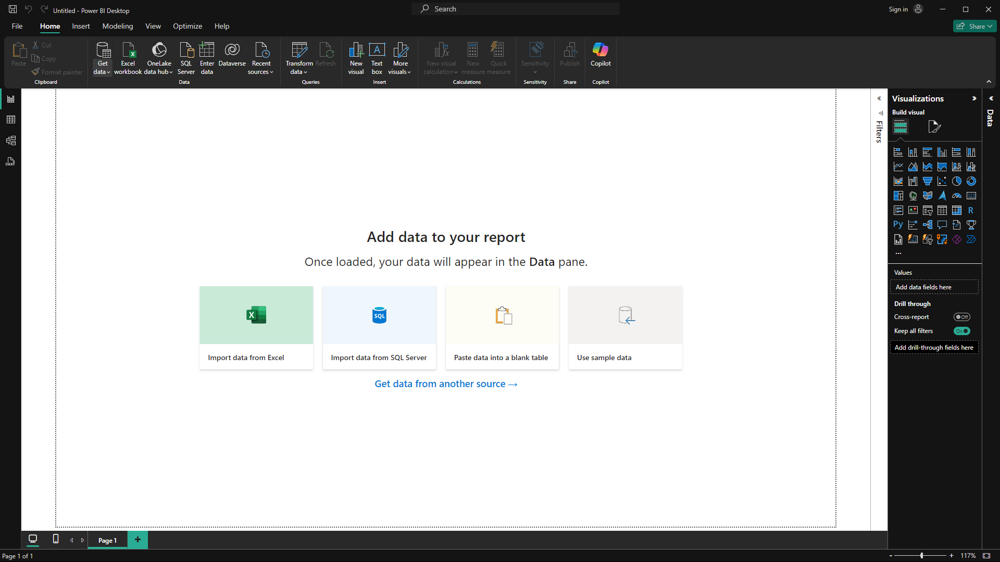 Untitled - Power BI Desktop
Search
Sign in
File Home Insert Modeling View Optimize Help
Share
Paste
Cut
Copy
Format painter
Clipboard
Get data
Excel workbook
OneLake data hub
SQL Server
Enter data
Dataverse
Recent sources
Data
Transform data
Refresh
Queries
New visual
Text box
More visuals
Insert
New visual calculation
New measure
Quick measure
Calculations
Sensitivity
Sensitivity
Publish
Share
Copilot
Copilot
DAX
Add data to your report
Once loaded, your data will appear in the Data pane.
SQL
Import data from Excel
Import data from SQL Server
Paste data into a blank table
Use sample data
Get data from another source →
Filters
Visualizations
Build visual
123
R
Py
123
...
Values
Add data fields here
Drill through
Cross-report
Off
Keep all filters
On
Add drill-through fields here
Data
Page 1
+
Page 1 of 1
- + 117%